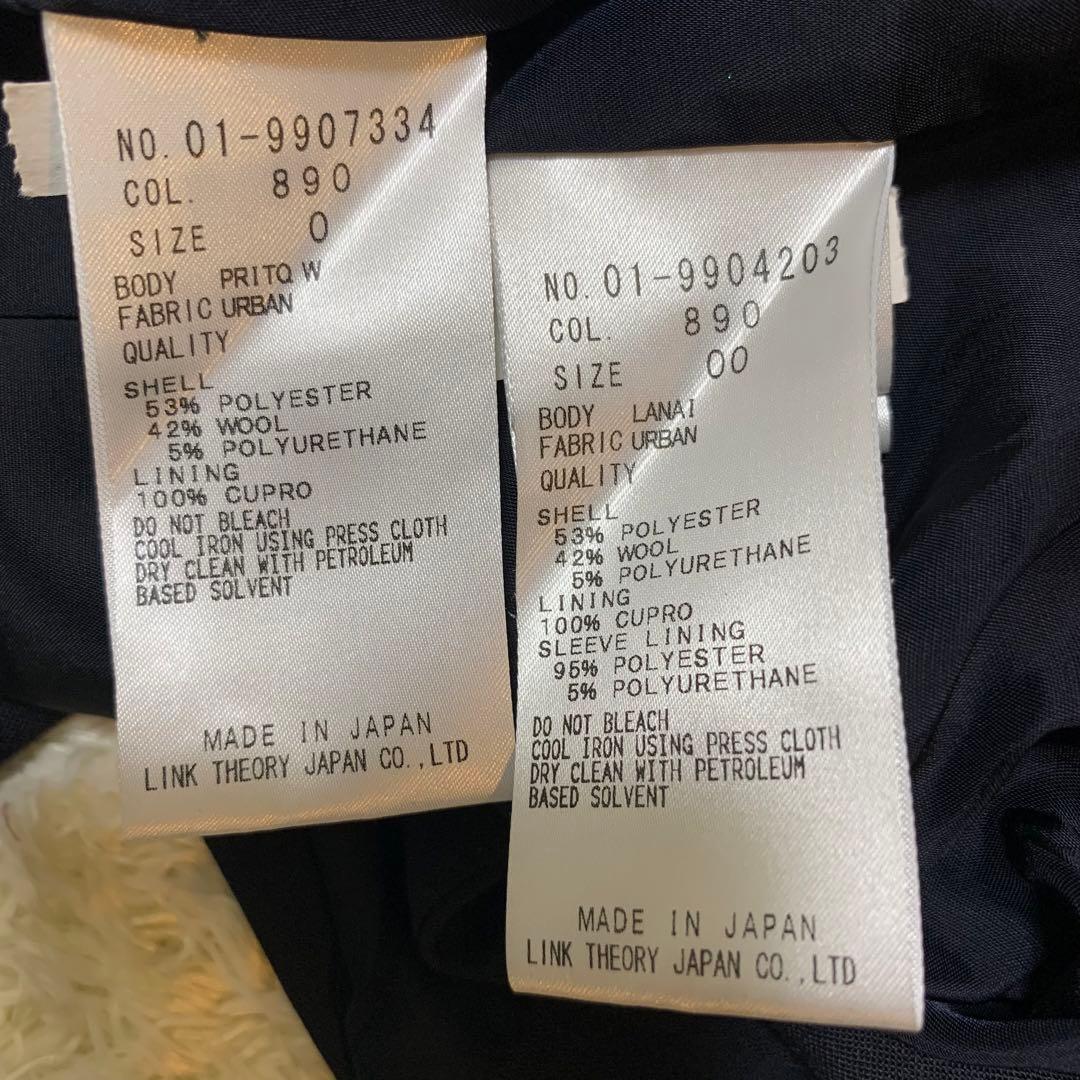 NO. 01-9907334
COL. 890
SIZE 0
BODY PRITQ W
FABRIC URBAN
QUALITY
SHELL
53% POLYESTER
42% WOOL
5% POLYURETHANE
LINING
100% CUPRO
DO NOT BLEACH
COOL IRON USING PRESS CLOTH
DRY CLEAN WITH PETROLEUM
BASED SOLVENT
MADE IN JAPAN
LINK THEORY JAPAN CO.,LTD
NO. 01-9904203
COL. 890
SIZE 00
BODY LANAI
FABRIC URBAN
QUALITY
SHELL
53% POLYESTER
42% WOOL
5% POLYURETHANE
LINING
100% CUPRO
SLEEVE LINING
95% POLYESTER
5% POLYURETHANE
DO NOT BLEACH
COOL IRON USING PRESS CLOTH
DRY CLEAN WITH PETROLEUM
BASED SOLVENT
MADE IN JAPAN
LINK THEORY JAPAN CO.,LTD